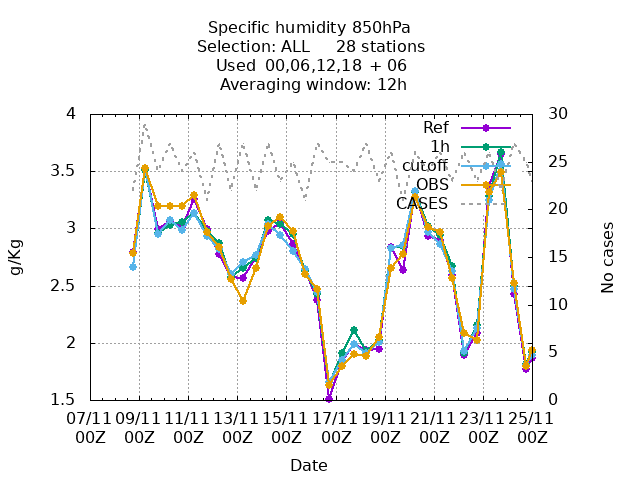 Specific humidity 850hPa
Selection: ALL 28 stations
Used 00,06,12,18 + 06
Averaging window: 12h
4
3.5
3
2.5
2
1.5
30
25
20
15
10
5
0
g/Kg
No cases
Ref
1h
cutoff
OBS
CASES
07/11 09/11 11/11 13/11 15/11 17/11 19/11 21/11 23/11 25/11
00Z 00Z 00Z 00Z 00Z 00Z 00Z 00Z 00Z 00Z
Date